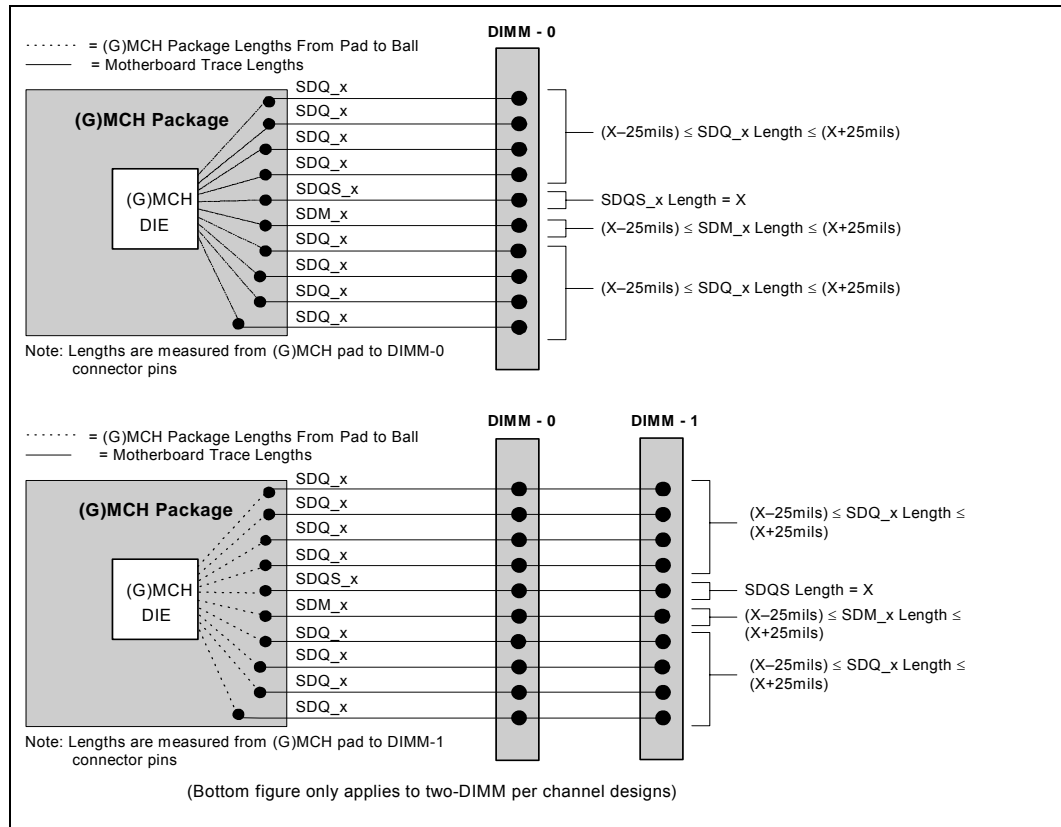 DIMM - 0
······· = (G)MCH Package Lengths From Pad to Ball
= Motherboard Trace Lengths
(G)MCH Package
(G)MCH
DIE
SDQ_x
SDQ_x
SDQ_x
SDQ_x
SDQS_x
SDM_x
SDQ_x
SDQ_x
SDQ_x
SDQ_x
(X–25mils) ≤ SDQ_x Length ≤ (X+25mils)
SDQS_x Length = X
(X–25mils) ≤ SDM_x Length ≤ (X+25mils)
(X–25mils) ≤ SDQ_x Length ≤ (X+25mils)
Note: Lengths are measured from (G)MCH pad to DIMM-0
connector pins
DIMM - 0
DIMM - 1
······· = (G)MCH Package Lengths From Pad to Ball
= Motherboard Trace Lengths
(G)MCH Package
(G)MCH
DIE
SDQ_x
SDQ_x
SDQ_x
SDQ_x
SDQS_x
SDM_x
SDQ_x
SDQ_x
SDQ_x
SDQ_x
(X–25mils) ≤ SDQ_x Length ≤
(X+25mils)
SDQS Length = X
(X–25mils) ≤ SDM_x Length ≤
(X+25mils)
(X–25mils) ≤ SDQ_x Length ≤
(X+25mils)
Note: Lengths are measured from (G)MCH pad to DIMM-1
connector pins
(Bottom figure only applies to two-DIMM per channel designs)